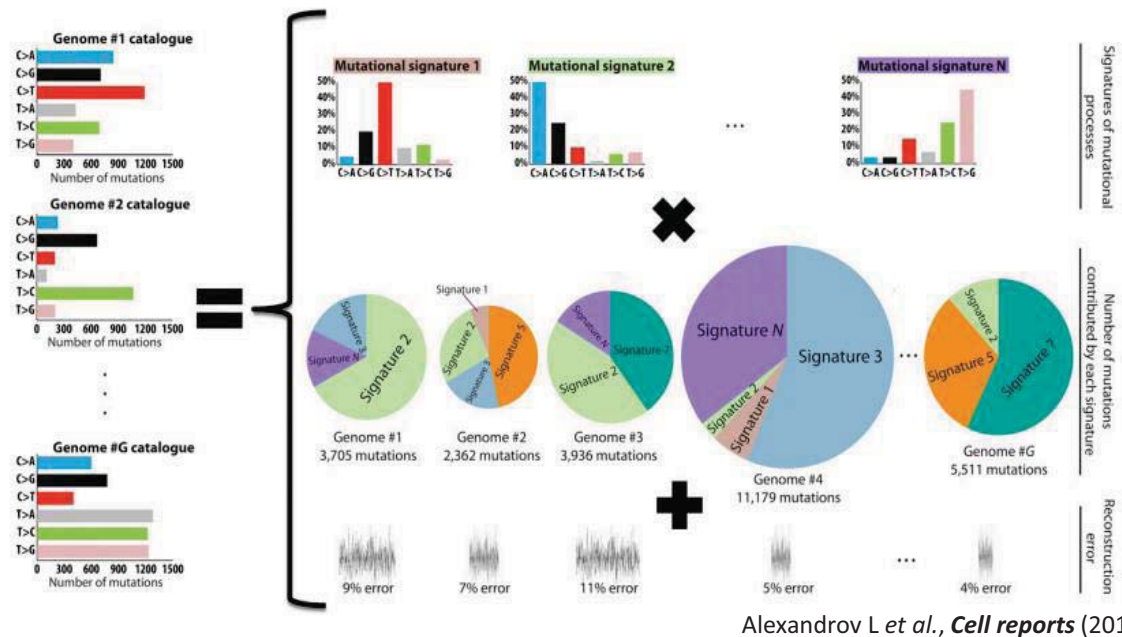 Genome #1 catalogue
C>A
C>G
C>T
T>A
T>C
T>G
0 300 600 900 1200 1500
Number of mutations
Genome #2 catalogue
C>A
C>G
C>T
T>A
T>C
T>G
0 300 600 900 1200 1500
Number of mutations
Genome #G catalogue
C>A
C>G
C>T
T>A
T>C
T>G
0 300 600 900 1200 1500
Number of mutations
Mutational signature 1
50%
40%
30%
20%
10%
0%
C>A C>G C>T T>A T>C T>G
Mutational signature 2
50%
40%
30%
20%
10%
0%
C>A C>G C>T T>A T>C T>G
...
Mutational signature N
50%
40%
30%
20%
10%
0%
C>A C>G C>T T>A T>C T>G
Signatures of mutational
processes
Signature 3
Signature N
Signature 2
Genome #1
3,705 mutations
Signature 1
Signature 2
Signature 3
Signature 5
Genome #2
2,362 mutations
Signature N
Signature 7
Signature 2
Genome #3
3,936 mutations
Signature N
Signature 3
Signature 2
Signature 1
Genome #4
11,179 mutations
...
Signature 2
Signature 5
Signature 7
Genome #G
5,511 mutations
Number of mutations
contributed by each signature
9% error
7% error
11% error
5% error
...
4% error
Reconstruction
error
Alexandrov L et al., Cell reports (201